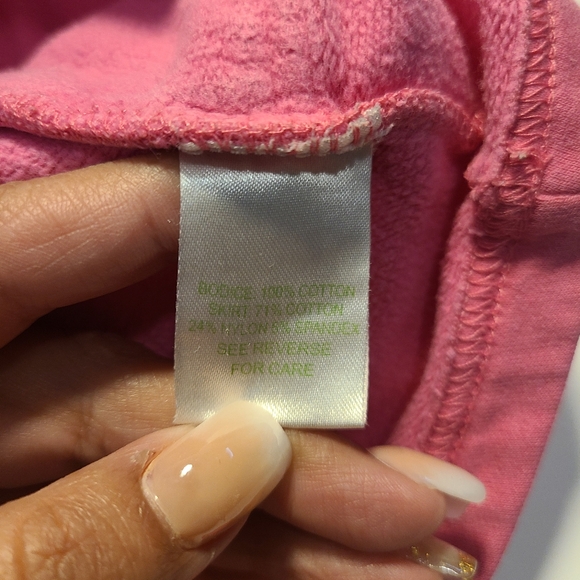 BODICE 100% COTTON
SKIRT 71% COTTON
24% NYLON 5% SPANDEX
SEE REVERSE
FOR CARE